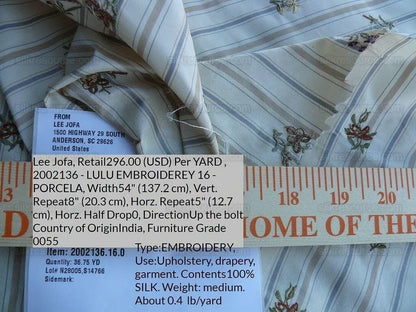 FROM
LEE JOFA
1500 HIGHWAY 29 SOUTH
ANDERSON, SC 29626
Lee Jofa, Retail296.00 (USD) Per YARD ,
2002136 - LULU EMBROIDEREY 16 -
PORCELA, Width54" (137.2 cm), Vert.
Repeat8" (20.3 cm), Horz. Repeat5" (12.7
cm), Horz. Half Drop0, DirectionUp the bolt,
Country of OriginIndia, Furniture Grade
0055
17 18 19 20
HOME OF THE
Item: 2002136.16.0
Quantity: 36.75 YD
Lot# N28005,S14766
Sidemark:
Type:EMBROIDERY,
Use:Upholstery, drapery,
garment. Contents100%
SILK. Weight: medium.
About 0.4 lb/yard